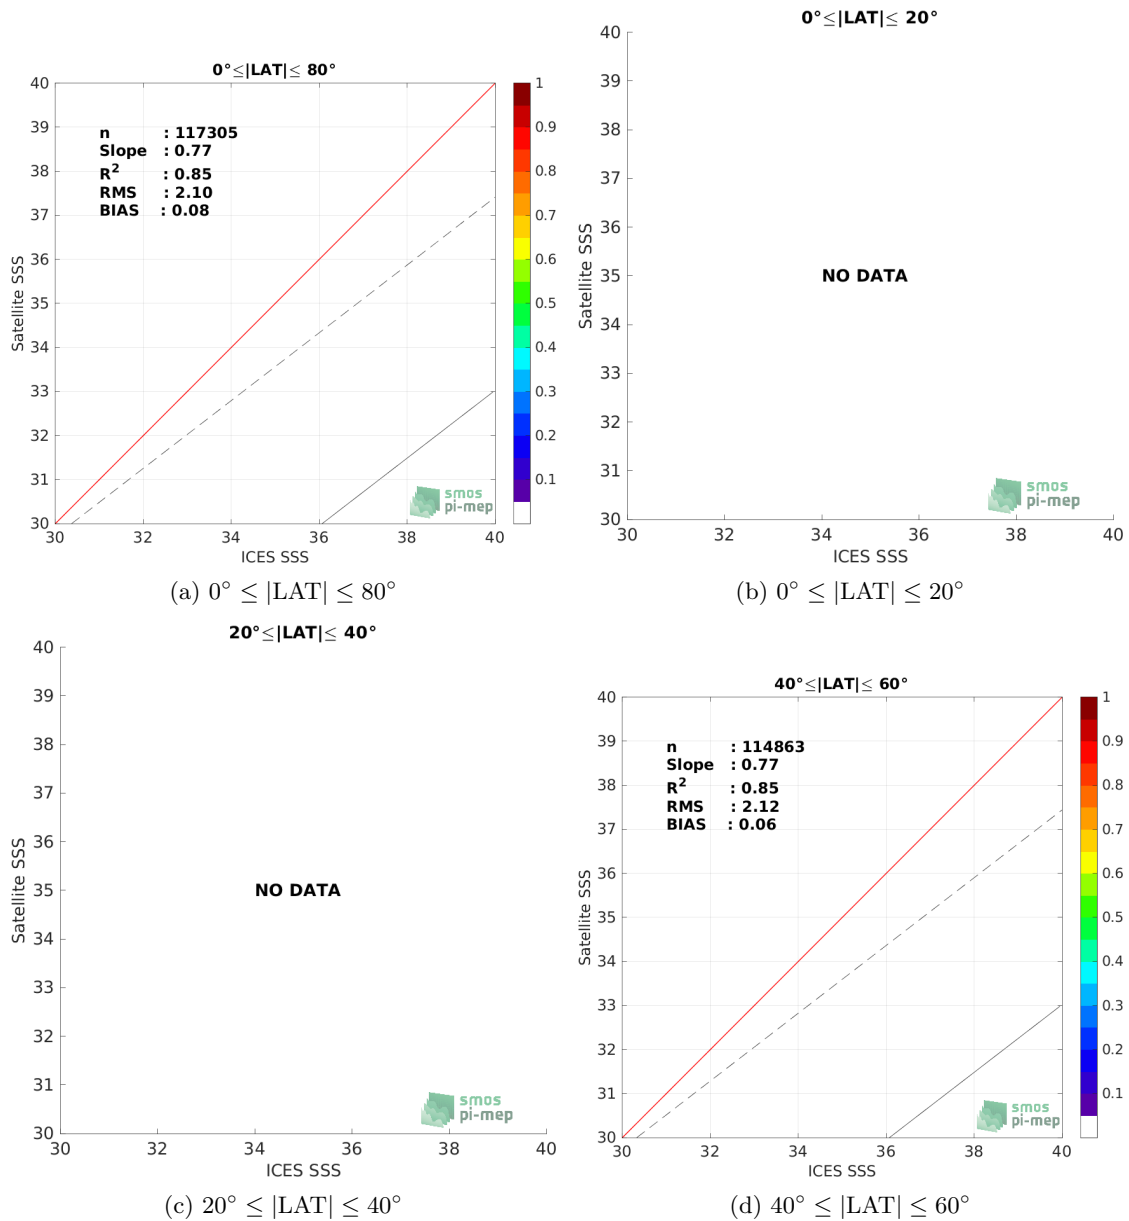 0°≤|LAT|≤ 80°
40
39
38
37
36
35
34
33
32
31
30
Satellite SSS
n : 117305
Slope : 0.77
R² : 0.85
RMS : 2.10
BIAS : 0.08
smos
pi-mep
30 32 34 36 38 40
ICES SSS
1
0.9
0.8
0.7
0.6
0.5
0.4
0.3
0.2
0.1
(a) 0° ≤ |LAT| ≤ 80°
0°≤|LAT|≤ 20°
40
39
38
37
36
35
34
33
32
31
30
Satellite SSS
NO DATA
smos
pi-mep
30 32 34 36 38 40
ICES SSS
(b) 0° ≤ |LAT| ≤ 20°
20°≤|LAT|≤ 40°
40
39
38
37
36
35
34
33
32
31
30
Satellite SSS
NO DATA
smos
pi-mep
30 32 34 36 38 40
ICES SSS
(c) 20° ≤ |LAT| ≤ 40°
40°≤|LAT|≤ 60°
40
39
38
37
36
35
34
33
32
31
30
Satellite SSS
n : 114863
Slope : 0.77
R² : 0.85
RMS : 2.12
BIAS : 0.06
smos
pi-mep
30 32 34 36 38 40
ICES SSS
1
0.9
0.8
0.7
0.6
0.5
0.4
0.3
0.2
0.1
(d) 40° ≤ |LAT| ≤ 60°